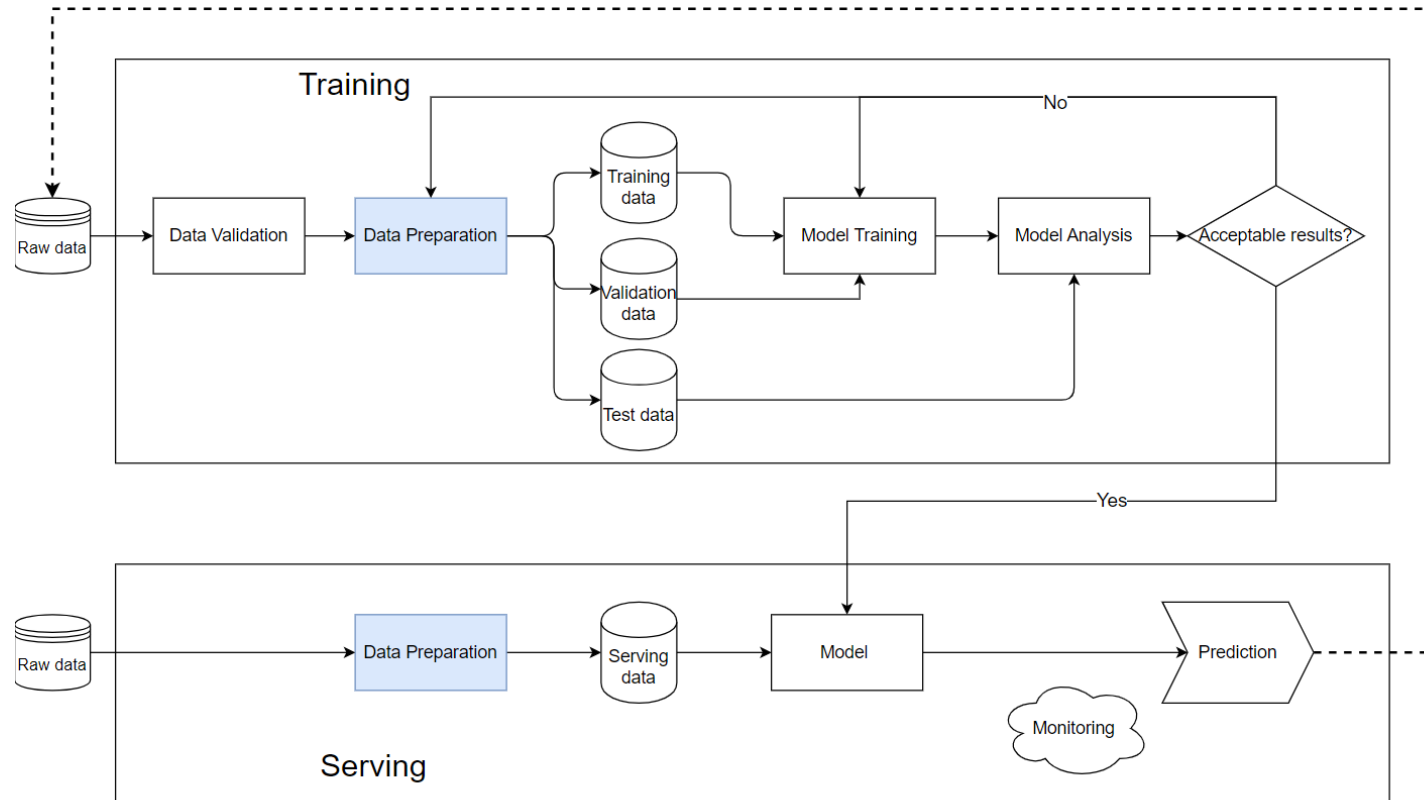 Training
No
Training
data
Raw data
Data Validation
Data Preparation
Model Training
Model Analysis
Acceptable results?
Validation
data
Test data
Yes
Raw data
Data Preparation
Serving
data
Model
Prediction
Monitoring
Serving